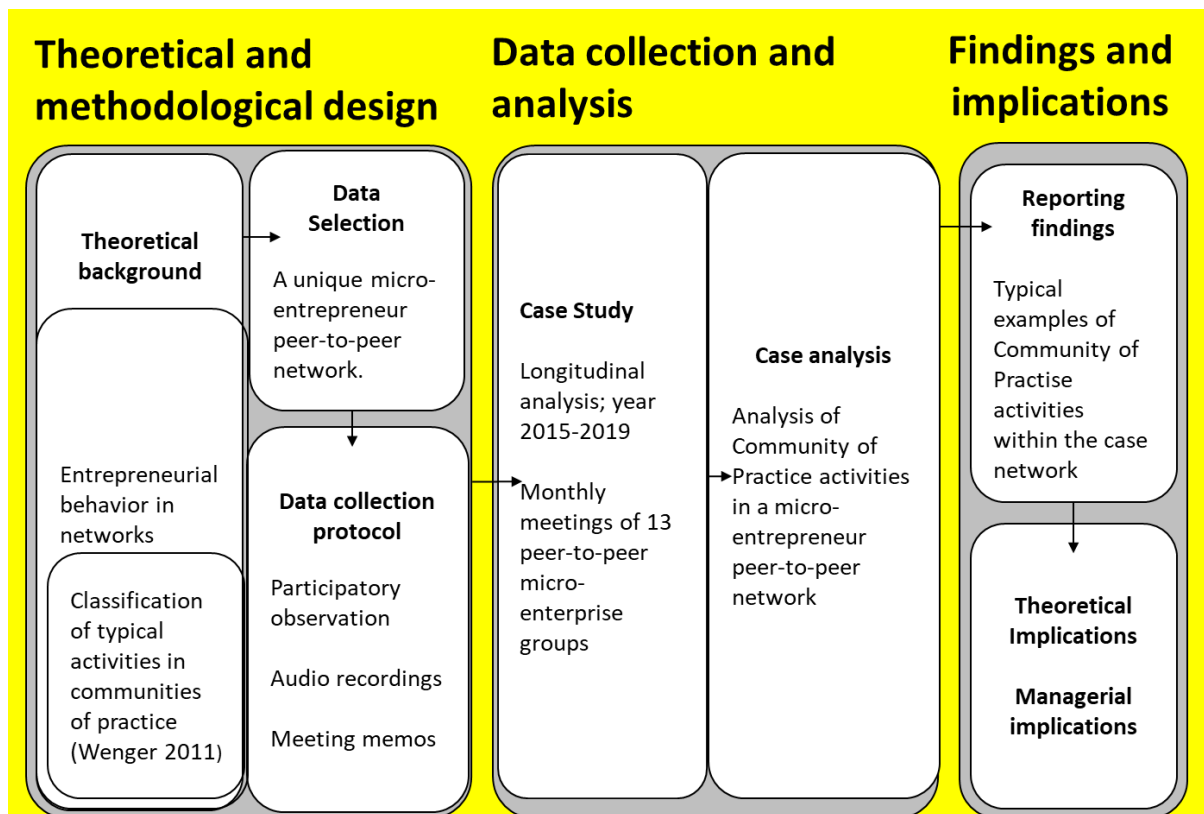 Theoretical and
methodological design
Theoretical
background
Entrepreneurial
behavior in
networks
Classification
of typical
activities in
communities
of practice
(Wenger 2011)
Data
Selection
A unique micro-
entrepreneur
peer-to-peer
network.
Data collection
protocol
Participatory
observation
Audio recordings
Meeting memos
Data collection and
analysis
Case Study
Longitudinal
analysis; year
2015-2019
Monthly
meetings of 13
peer-to-peer
micro-
enterprise
groups
Case analysis
Analysis of
Community of
Practice activities
in a micro-
entrepreneur
peer-to-peer
network
Findings and
implications
Reporting
findings
Typical
examples of
Community of
Practise
activities
within the case
network
Theoretical
Implications
Managerial
implications